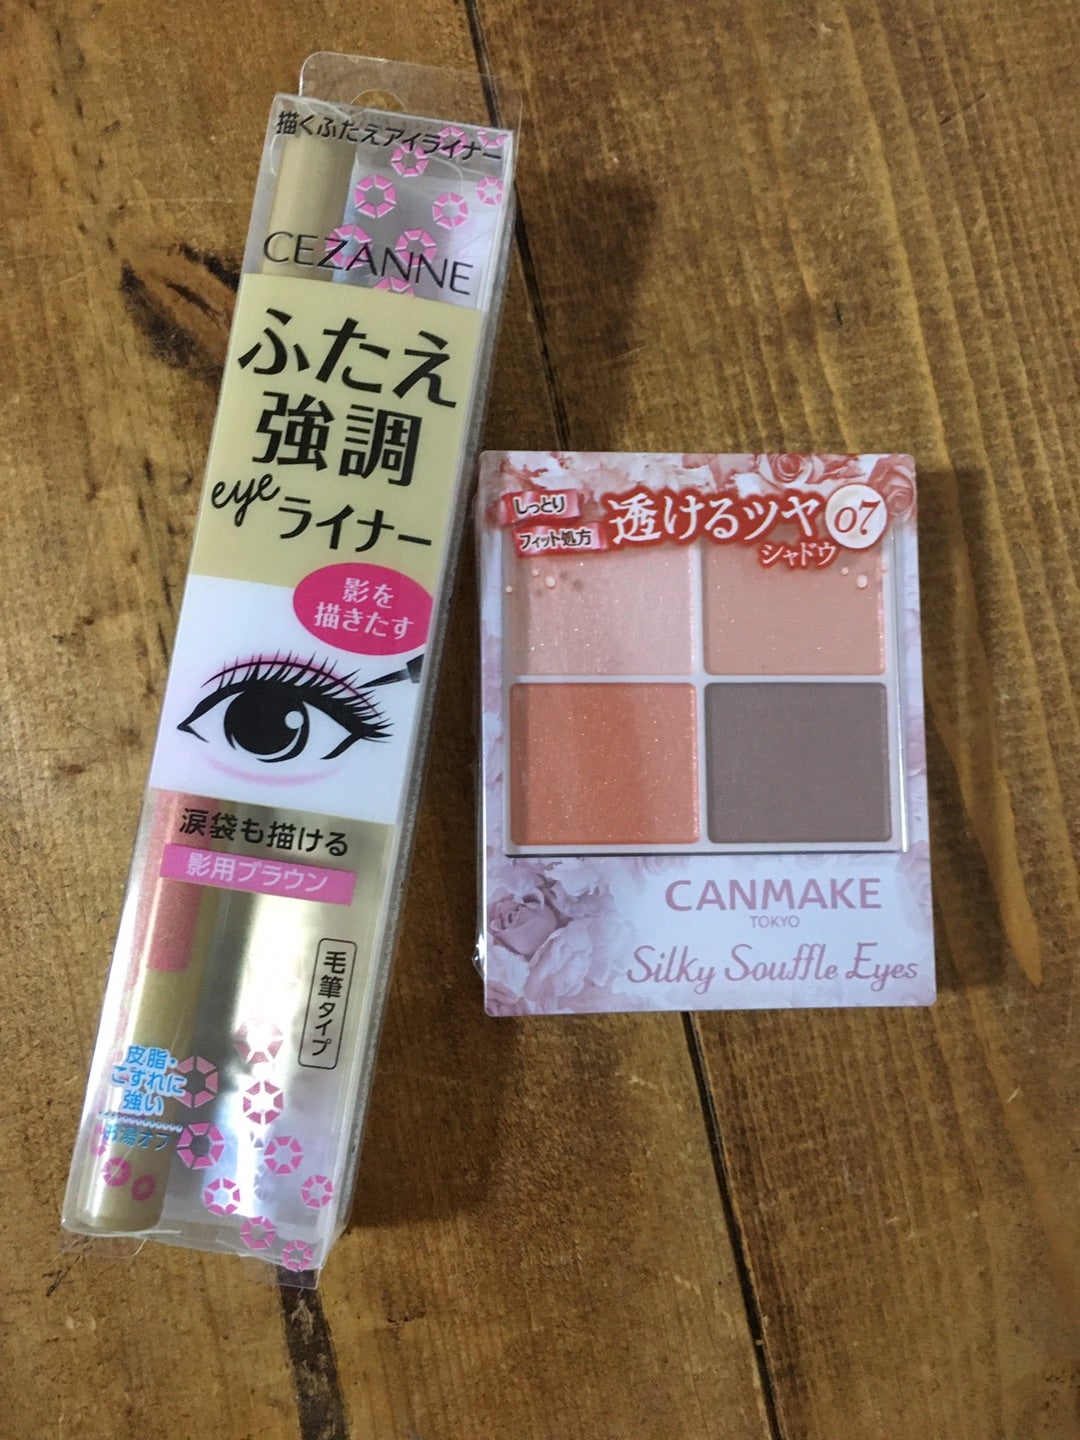 描くふたえアイライナー
CEZANNE
ふたえ
強調
eye ライナー
影を
描きたす
涙袋も描ける
影用ブラウン
毛筆タイプ
皮脂・
こすれに
強い
お湯オフ
しっとり
フィット処方
透けるツヤ
シャドウ
07
CANMAKE
TOKYO
Silky Souffle Eyes